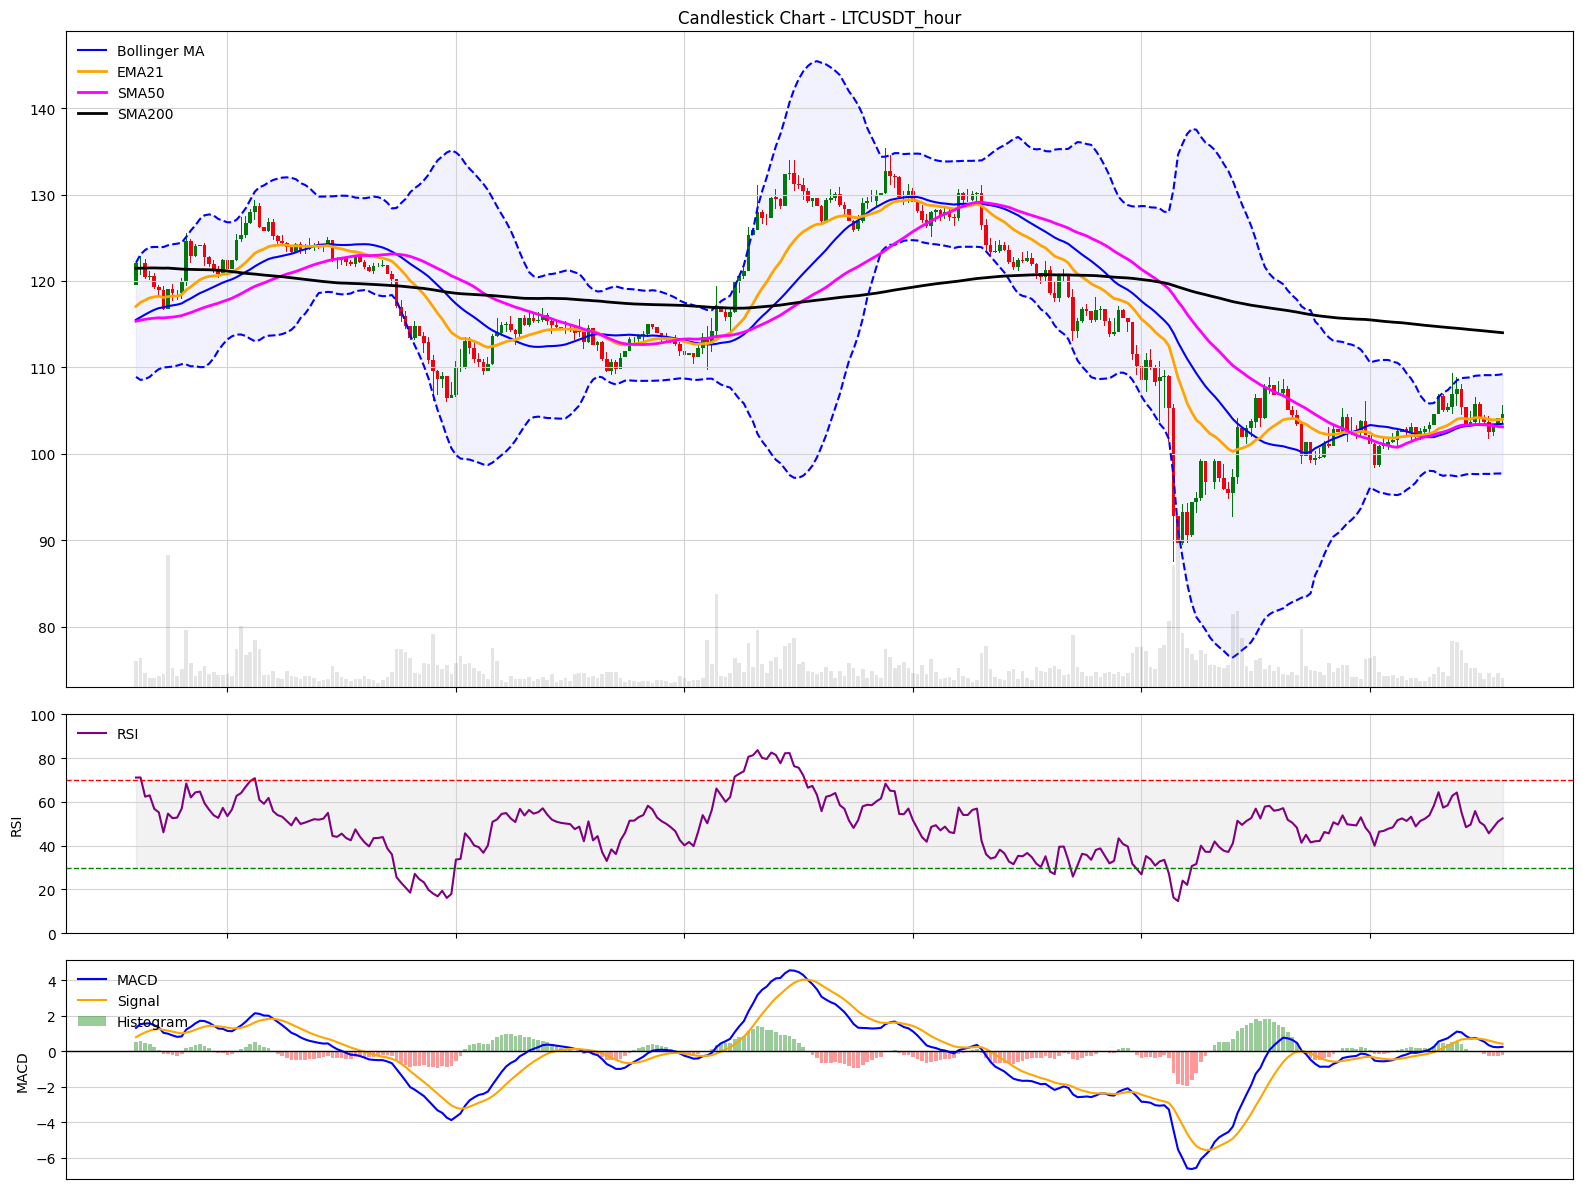 Candlestick Chart - LTCUSDT_hour
Bollinger MA
EMA21
SMA50
SMA200
140
130
120
110
100
90
80
RSI
100
80
60
40
20
0
RSI
MACD
Signal
Histogram
4
2
0
−2
−4
−6
MACD